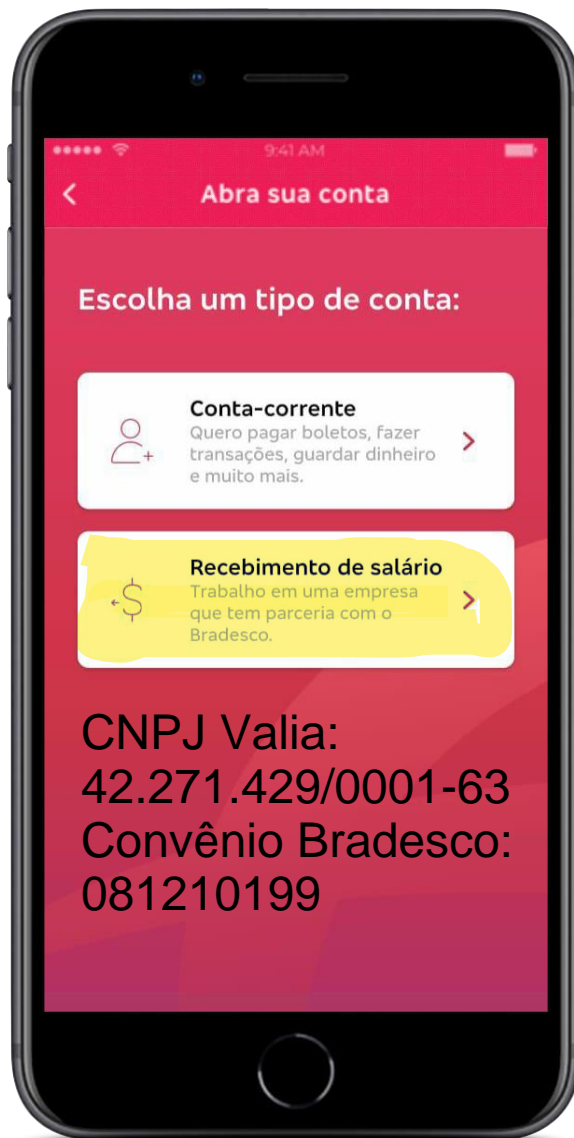 9:41 AM
Abra sua conta
Escolha um tipo de conta:
Conta-corrente
Quero pagar boletos, fazer
transações, guardar dinheiro
e muito mais.
Recebimento de salário
Trabalho em uma empresa
que tem parceria com o
Bradesco.
CNPJ Valia:
42.271.429/0001-63
Convênio Bradesco:
081210199